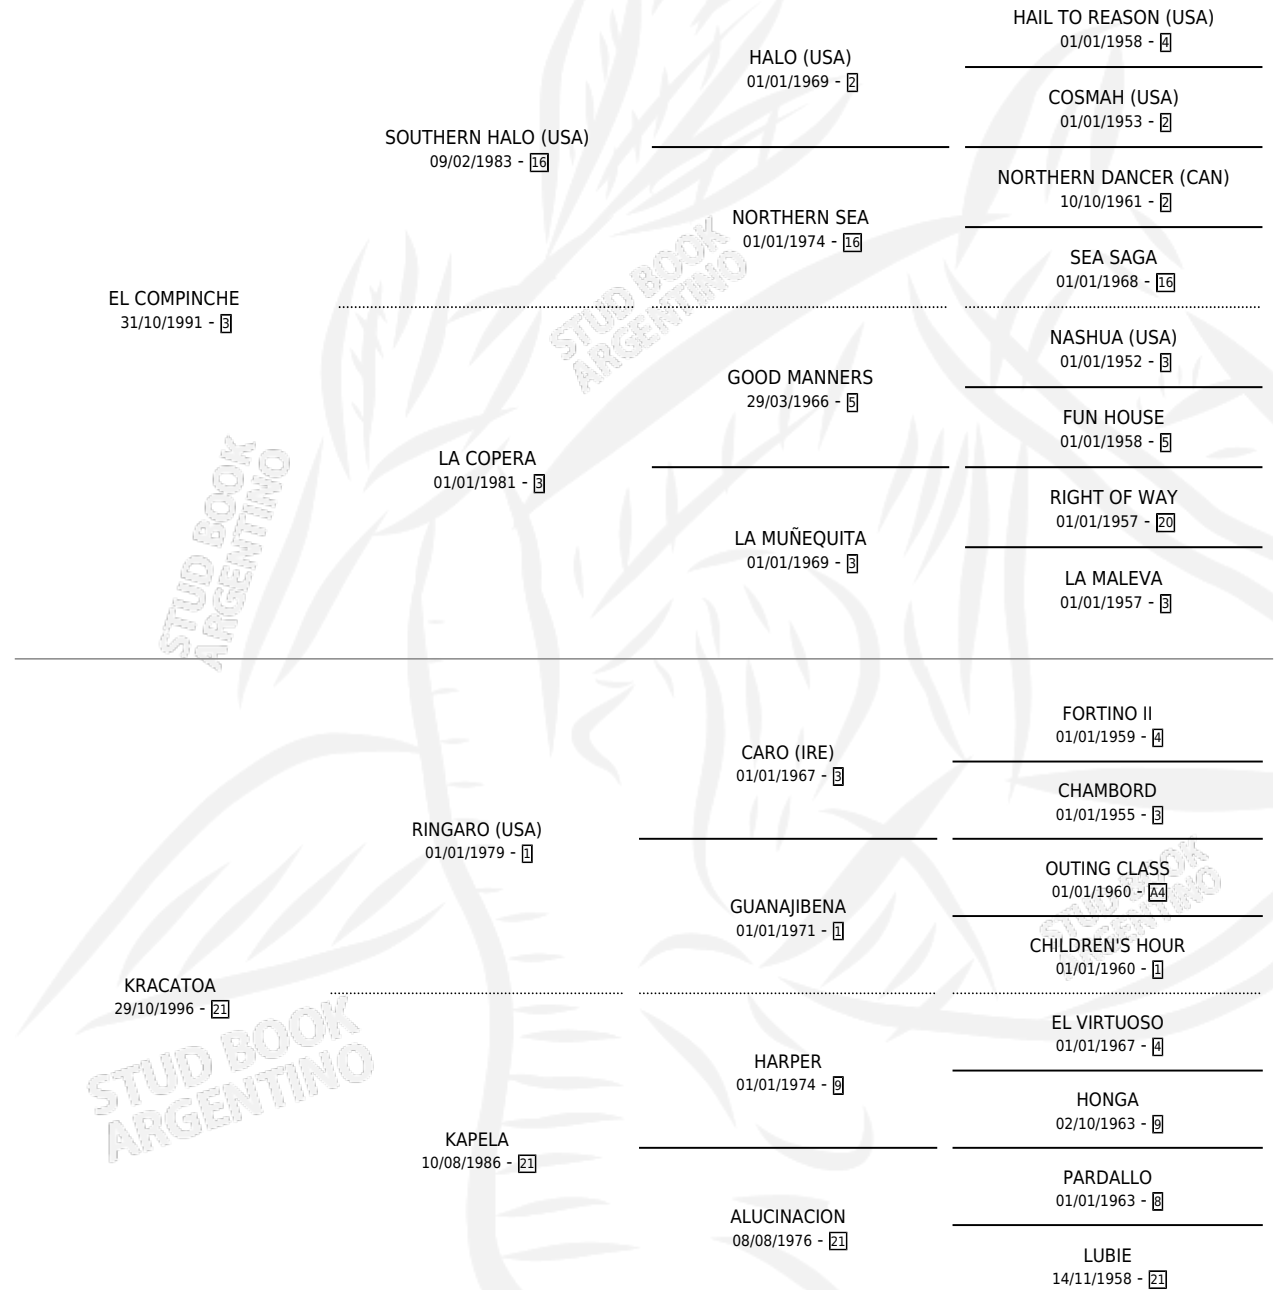 HAIL TO REASON (USA)
01/01/1958 - 4
HALO (USA)
01/01/1969 - 2
COSMAH (USA)
01/01/1953 - 2
SOUTHERN HALO (USA)
09/02/1983 - 16
NORTHERN DANCER (CAN)
10/10/1961 - 2
NORTHERN SEA
01/01/1974 - 16
SEA SAGA
01/01/1968 - 16
EL COMPINCHE
31/10/1991 - 3
NASHUA (USA)
01/01/1952 - 3
GOOD MANNERS
29/03/1966 - 5
FUN HOUSE
01/01/1958 - 5
LA COPERA
01/01/1981 - 3
RIGHT OF WAY
01/01/1957 - 20
LA MUÑEQUITA
01/01/1969 - 3
LA MALEVA
01/01/1957 - 3
FORTINO II
01/01/1959 - 4
CARO (IRE)
01/01/1967 - 3
CHAMBORD
01/01/1955 - 3
RINGARO (USA)
01/01/1979 - 1
OUTING CLASS
01/01/1960 - A4
GUANAJIBENA
01/01/1971 - 1
CHILDREN'S HOUR
01/01/1960 - 1
KRACATOA
29/10/1996 - 21
EL VIRTUOSO
01/01/1967 - 4
HARPER
01/01/1974 - 9
HONGA
02/10/1963 - 9
KAPELA
10/08/1986 - 21
PARDALLO
01/01/1963 - 8
ALUCINACION
08/08/1976 - 21
LUBIE
14/11/1958 - 21
STUD BOOK
ARGENTINO
STUD BOOK
ARGENTINO
STUD BOOK
ARGENTINO
STUD BOOK
ARGENTINO